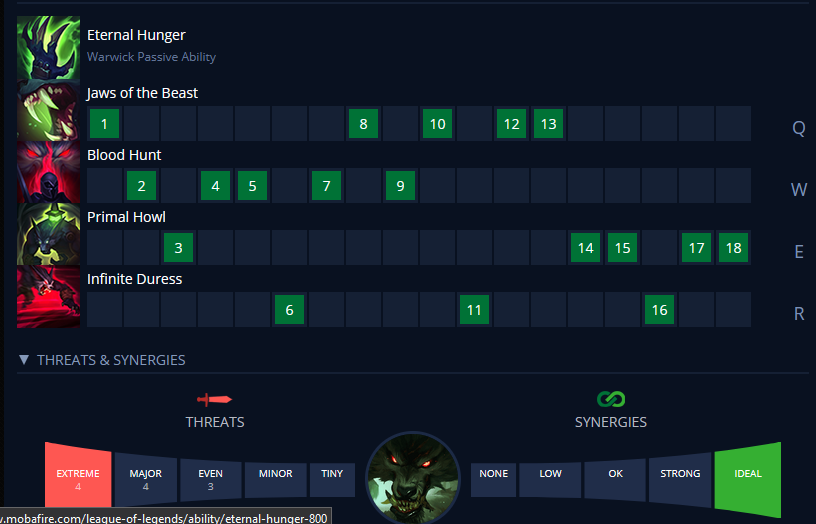 Eternal Hunger
Warwick Passive Ability
Jaws of the Beast
1 8 10 12 13 Q
Blood Hunt
2 4 5 7 9 W
Primal Howl
3 14 15 17 18 E
Infinite Duress
6 11 16 R
▼ THREATS & SYNERGIES
THREATS SYNERGIES
EXTREME MAJOR EVEN MINOR TINY NONE LOW OK STRONG IDEAL
4 4 3
w.mobafire.com/league-of-legends/ability/eternal-hunger-800